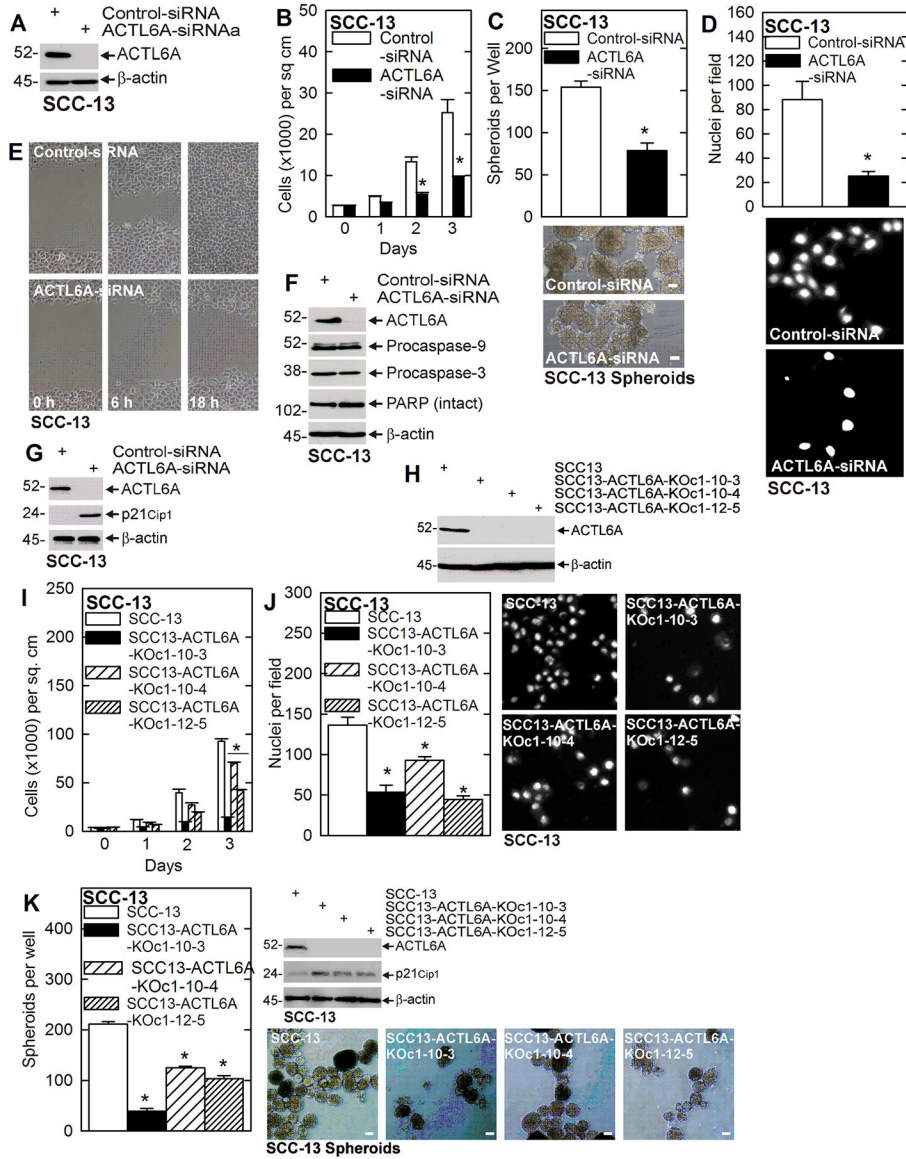 A
+ Control-siRNA
+ ACTL6A-siRNAa
52-
ACTL6A
45-
β-actin
SCC-13
B
SCC-13
Control
-siRNA
ACTL6A
-siRNA
Cells (x1000) per sq cm
40
30
25
10
0
*
*
0 1 2 3
Days
C
SCC-13
Control-siRNA
ACTL6A
-siRNA
Spheroids per Well
200
150
100
50
0
*
Control-siRNA
ACTL6A-siRNA
SCC-13 Spheroids
D
SCC-13
Control-siRNA
ACTL6A
-siRNA
Nuclei per field
160
140
120
100
80
60
40
20
0
*
Control-siRNA
ACTL6A-siRNA
SCC-13
E
Control-siRNA
ACTL6A-siRNA
0 h
6 h
18 h
SCC-13
F
+ Control-siRNA
+ ACTL6A-siRNA
52-
ACTL6A
52-
Procaspase-9
38-
Procaspase-3
102-
PARP (intact)
45-
β-actin
SCC-13
G
+ Control-siRNA
+ ACTL6A-siRNA
52-
ACTL6A
24-
p21Cip1
45-
β-actin
SCC-13
H
+ SCC13
+ SCC13-ACTL6A-KOc1-10-3
+ SCC13-ACTL6A-KOc1-10-4
+ SCC13-ACTL6A-KOc1-12-5
52-
ACTL6A
45-
β-actin
I
SCC-13
SCC-13
SCC13-ACTL6A
-KOc1-10-3
SCC13-ACTL6A
-KOc1-10-4
SCC13-ACTL6A
-KOc1-12-5
Cells (x1000) per sq. cm
250
200
150
100
50
0
*
0 1 2 3
Days
J
SCC-13
SCC-13
SCC13-ACTL6A
-KOc1-10-3
SCC13-ACTL6A
-KOc1-10-4
SCC13-ACTL6A
-KOc1-12-5
Nuclei per field
300
250
200
150
100
50
0
*
*
*
SCC-13
SCC13-ACTL6A-
KOc1-10-3
SCC13-ACTL6A-
KOc1-10-4
SCC13-ACTL6A-
KOc1-12-5
SCC-13
K
SCC-13
SCC-13
SCC13-ACTL6A
-KOc1-10-3
SCC13-ACTL6A
-KOc1-10-4
SCC13-ACTL6A
-KOc1-12-5
Spheroids per well
400
300
200
100
0
*
*
*
+ SCC-13
+ SCC13-ACTL6A-KOc1-10-3
+ SCC13-ACTL6A-KOc1-10-4
+ SCC13-ACTL6A-KOc1-12-5
52-
ACTL6A
24-
p21Cip1
45-
β-actin
SCC-13
SCC-13
SCC13-ACTL6A-
KOc1-10-3
SCC13-ACTL6A-
KOc1-10-4
SCC13-ACTL6A-
KOc1-12-5
SCC-13 Spheroids